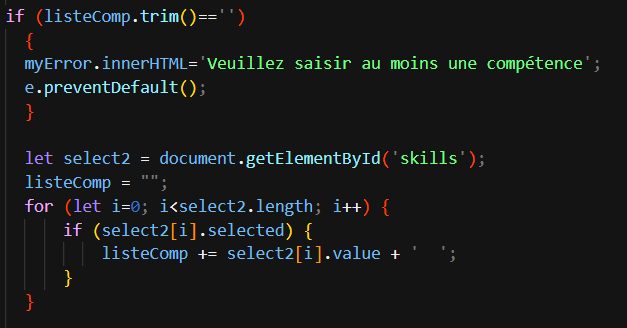 if (listeComp.trim()=='')
{
myError.innerHTML='Veuillez saisir au moins une compétence';
e.preventDefault();
}
let select2 = document.getElementById('skills');
listeComp = "";
for (let i=0; i<select2.length; i++) {
if (select2[i].selected) {
listeComp += select2[i].value + '  ';
}
}